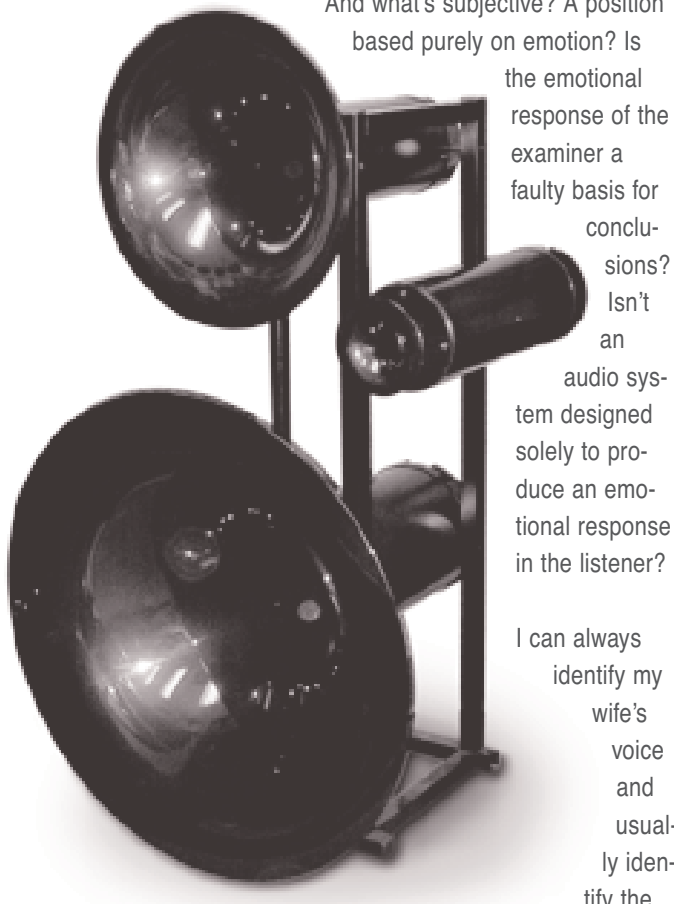 And what's subjective? A position
based purely on emotion? Is
the emotional
response of the
examiner a
faulty basis for
conclu-
sions?
Isn't
an
audio sys-
tem designed
solely to pro-
duce an emo-
tional response
in the listener?
I can always
identify my
wife's
voice
and
usual-
ly iden-
tify the